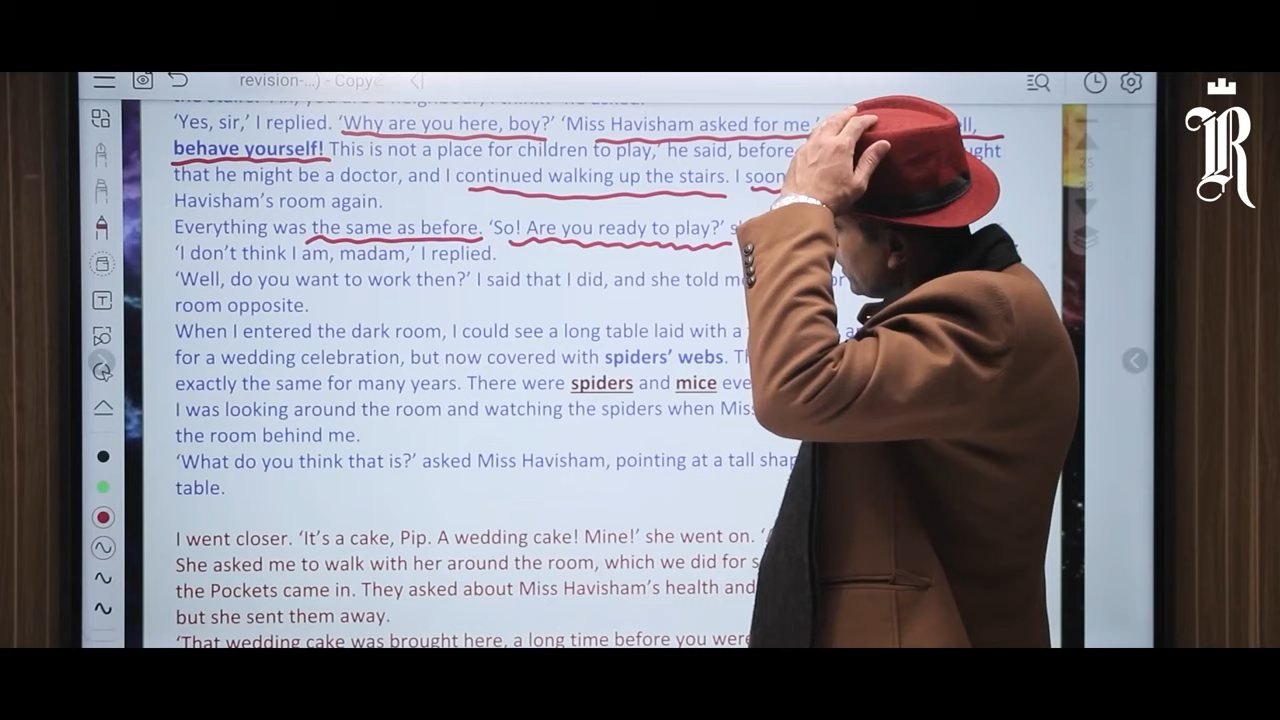 revision-...) - Copy
‘Yes, sir,’ I replied. ‘Why are you here, boy?’ ‘Miss Havisham asked for me.’
behave yourself! This is not a place for children to play,’ he said, before
that he might be a doctor, and I continued walking up the stairs. I soon
Havisham’s room again.
Everything was the same as before. ‘So! Are you ready to play?’
‘I don’t think I am, madam,’ I replied.
‘Well, do you want to work then?’ I said that I did, and she told
room opposite.
When I entered the dark room, I could see a long table laid with a
for a wedding celebration, but now covered with spiders’ webs.
exactly the same for many years. There were spiders and mice
I was looking around the room and watching the spiders when Miss
the room behind me.
‘What do you think that is?’ asked Miss Havisham, pointing at a tall
table.
I went closer. ‘It’s a cake, Pip. A wedding cake! Mine!’ she went on.
She asked me to walk with her around the room, which we did for
the Pockets came in. They asked about Miss Havisham’s health and
but she sent them away.
‘That wedding cake was brought here, a long time before you were
R